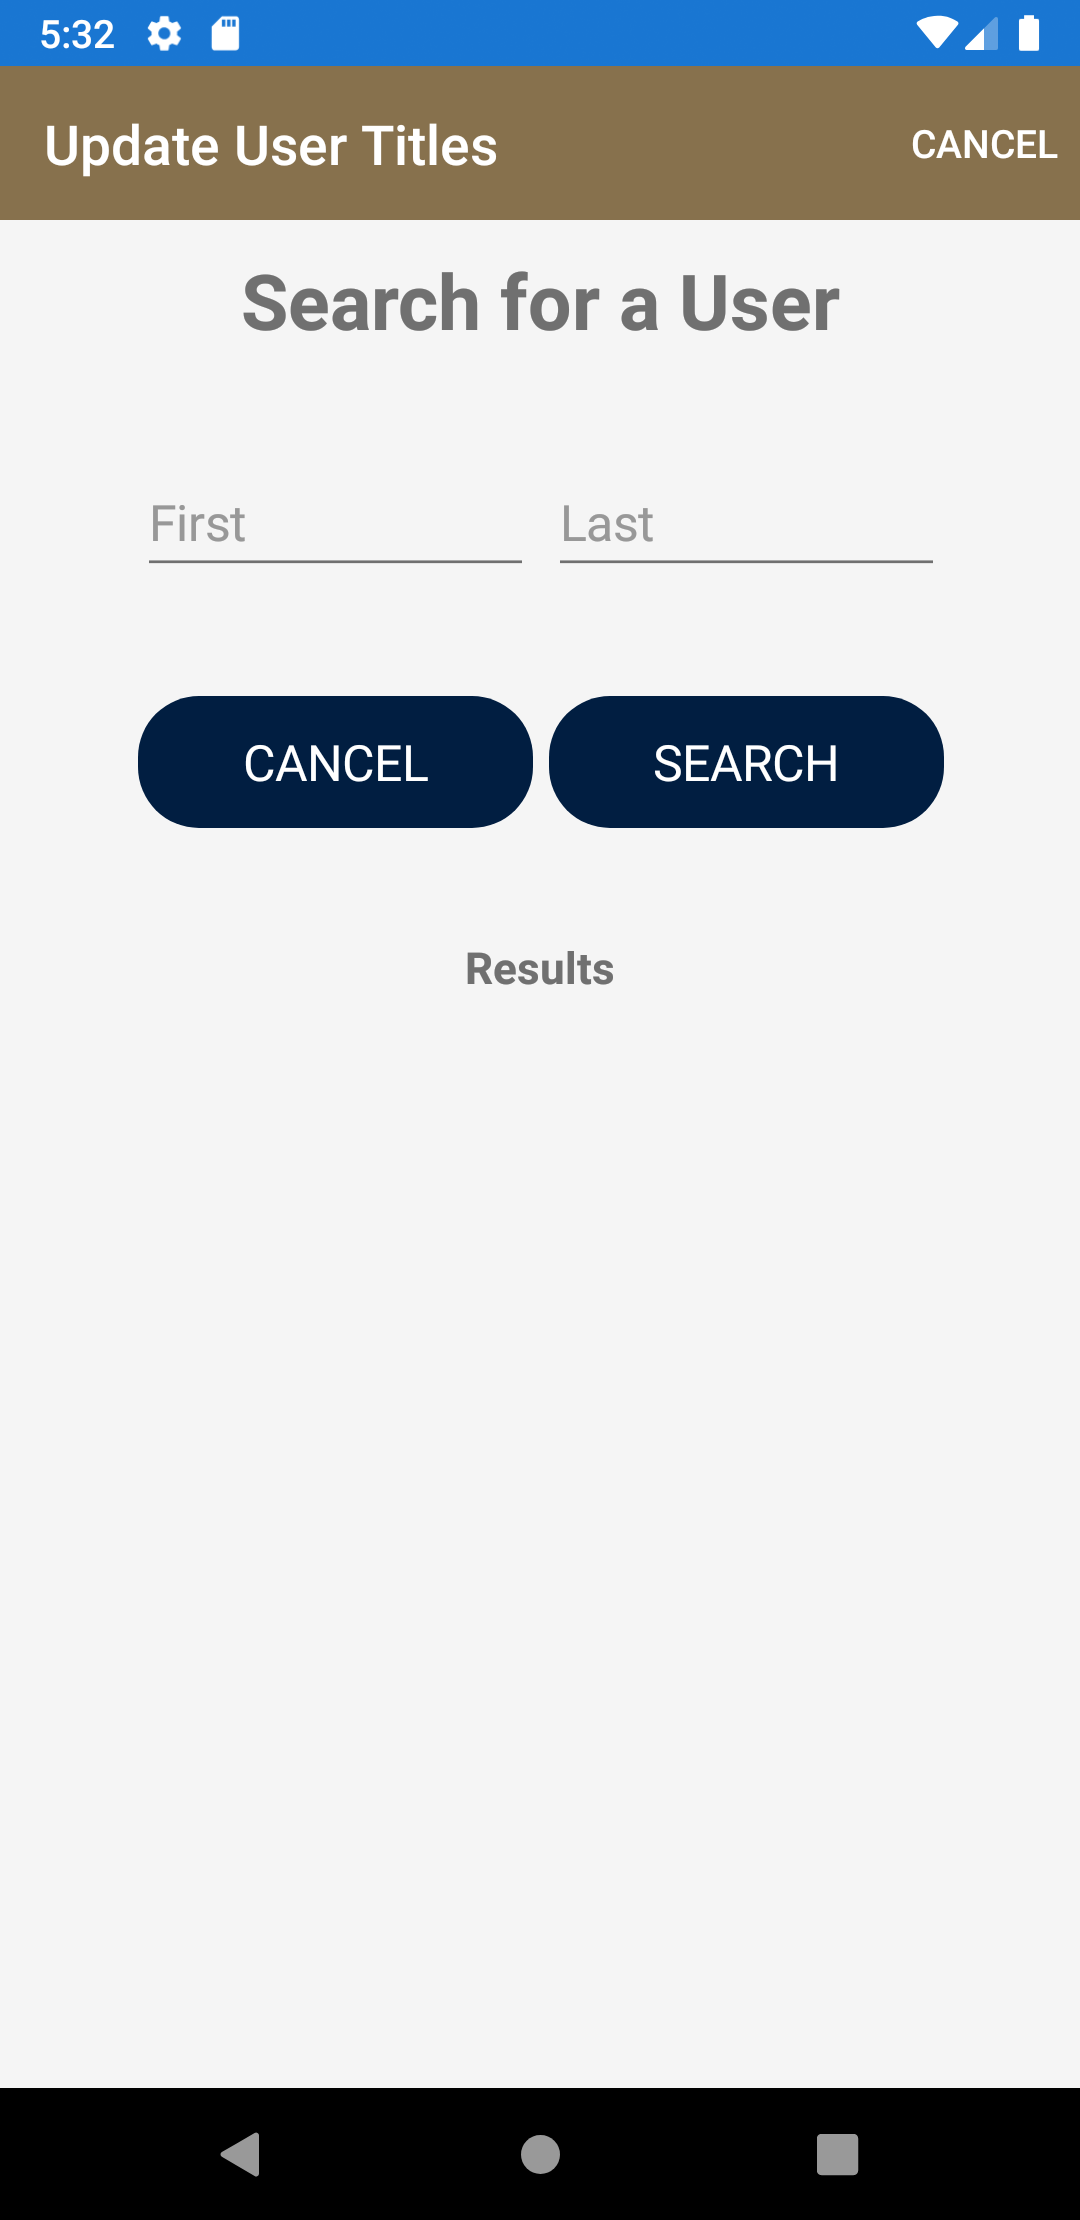 5:32
Update User Titles
CANCEL
Search for a User
First
Last
CANCEL
SEARCH
Results